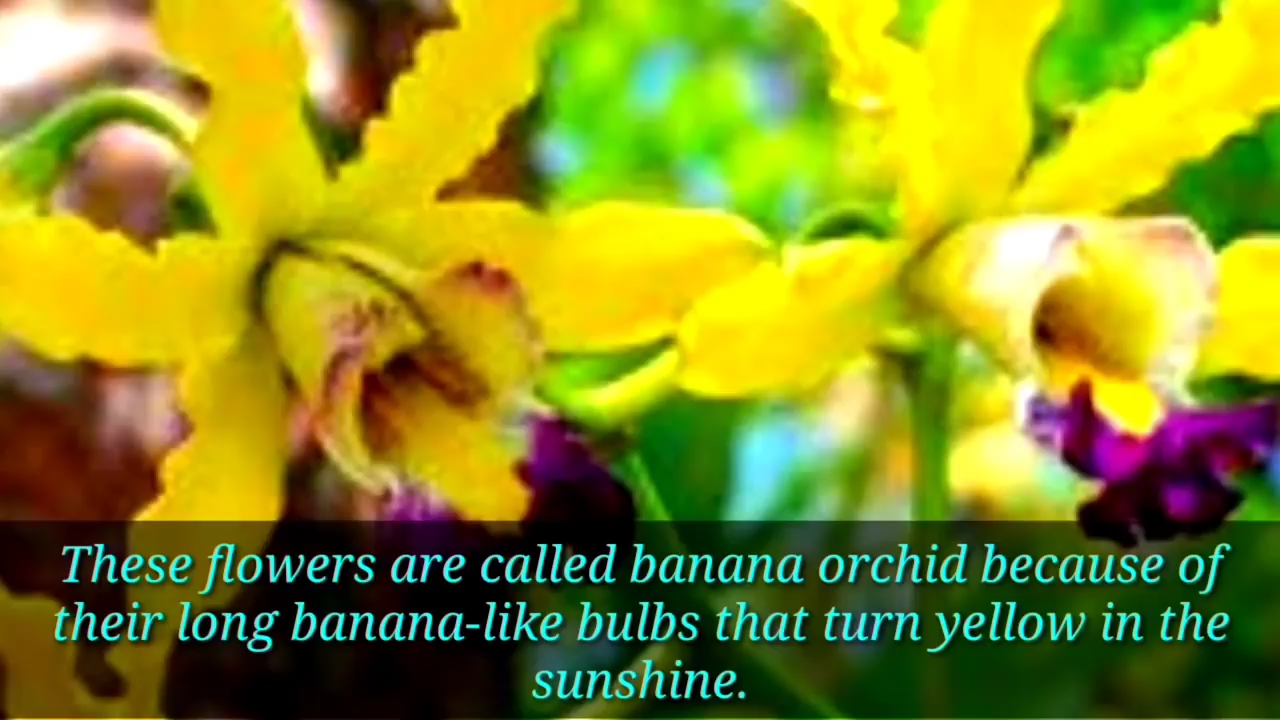 These flowers are called banana orchid because of
their long banana-like bulbs that turn yellow in the
sunshine.